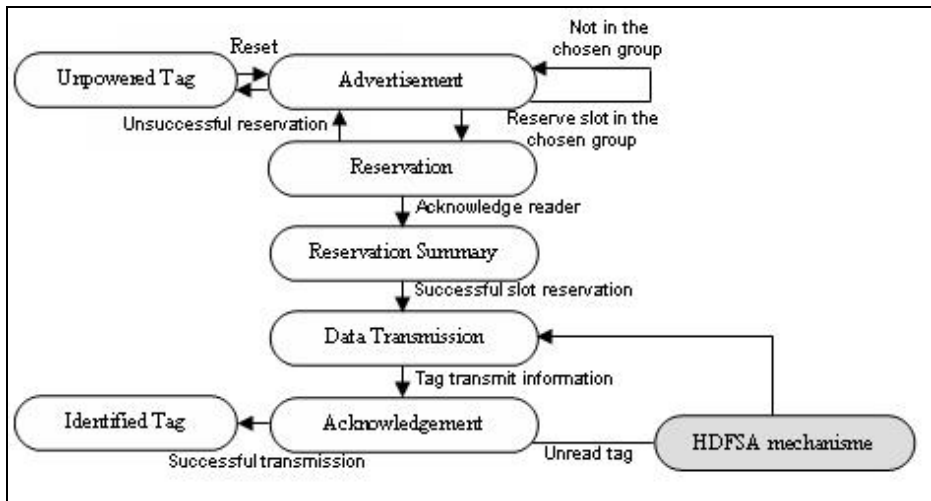 Not in the
chosen group
Reset
Unpowered Tag
Advertisement
Unsuccessful reservation
Reserve slot in the
chosen group
Reservation
Acknowledge reader
Reservation Summary
Successful slot reservation
Data Transmission
Tag transmit information
Identified Tag
Acknowledgement
HDFSA mechanisme
Successful transmission
Unread tag